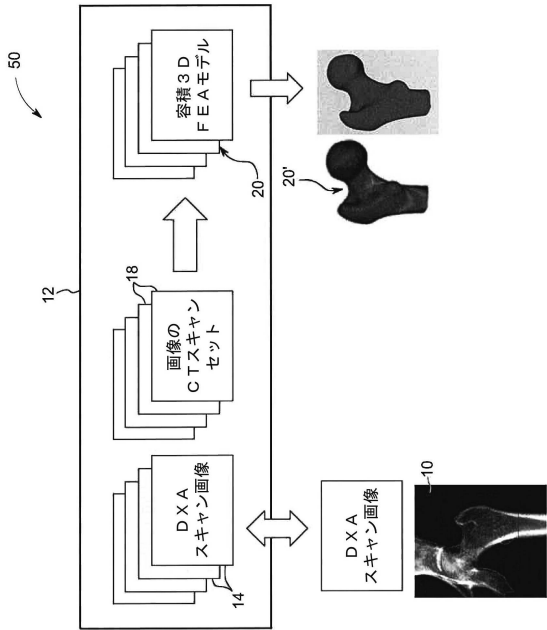 50
12
容積3D
FEAモデル
20
20'
18
画像の
CTスキャン
セット
DXA
スキャン画像
14
DXA
スキャン画像
10